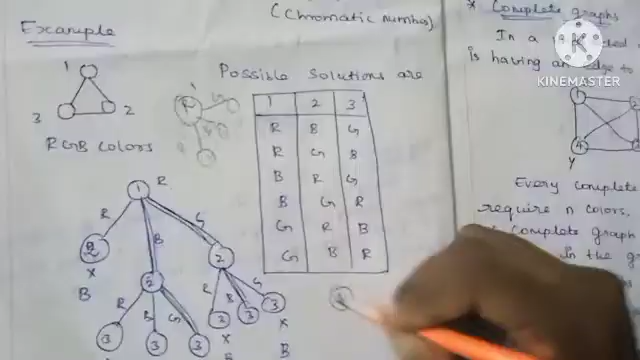 (Chromatic number)
Example
Possible solutions are
1
3 2
RGB colors
1 2 3
R B G
R G B
B R G
B G R
G R B
G B R
1 R
R B G
2 2 2
X
B
R B G R B G
3 3 3 3 3 3
X X
B
* Complete graphs
In a
is having an edge to
1
4
Every complete
require n colors,
complete graph
in the
KINEMASTER